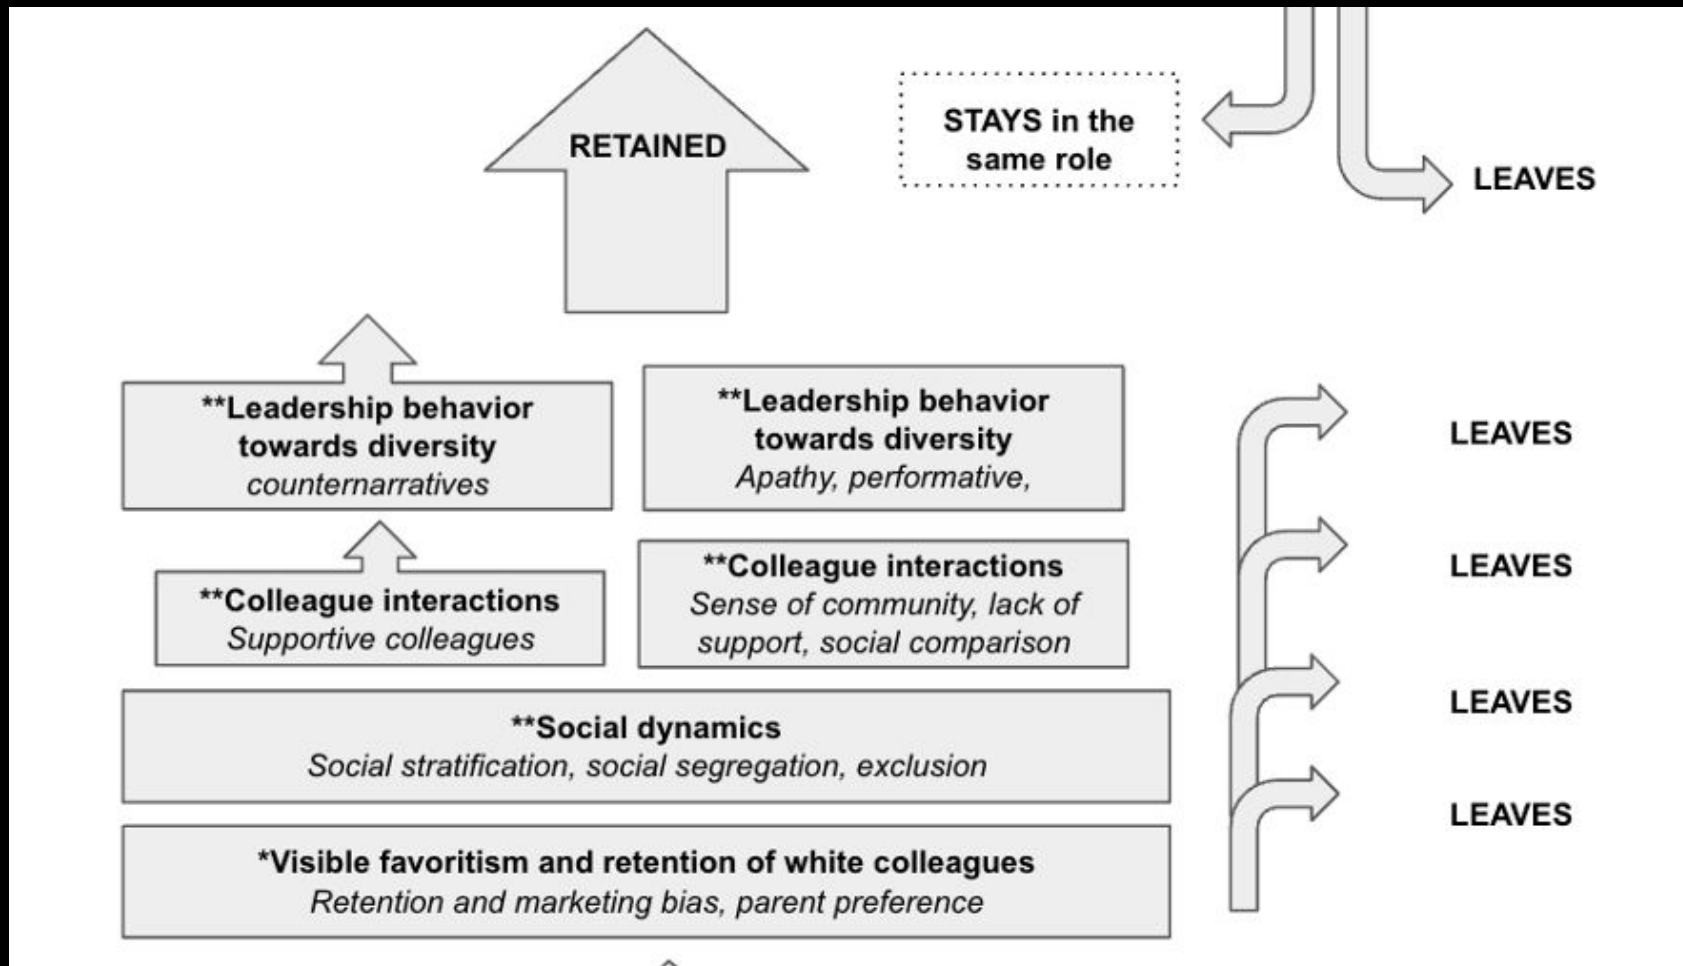 RETAINED
STAYS in the
same role
LEAVES
**Leadership behavior
towards diversity
counternarratives
**Leadership behavior
towards diversity
Apathy, performative,
LEAVES
**Colleague interactions
Supportive colleagues
**Colleague interactions
Sense of community, lack of
support, social comparison
LEAVES
**Social dynamics
Social stratification, social segregation, exclusion
LEAVES
*Visible favoritism and retention of white colleagues
Retention and marketing bias, parent preference
LEAVES